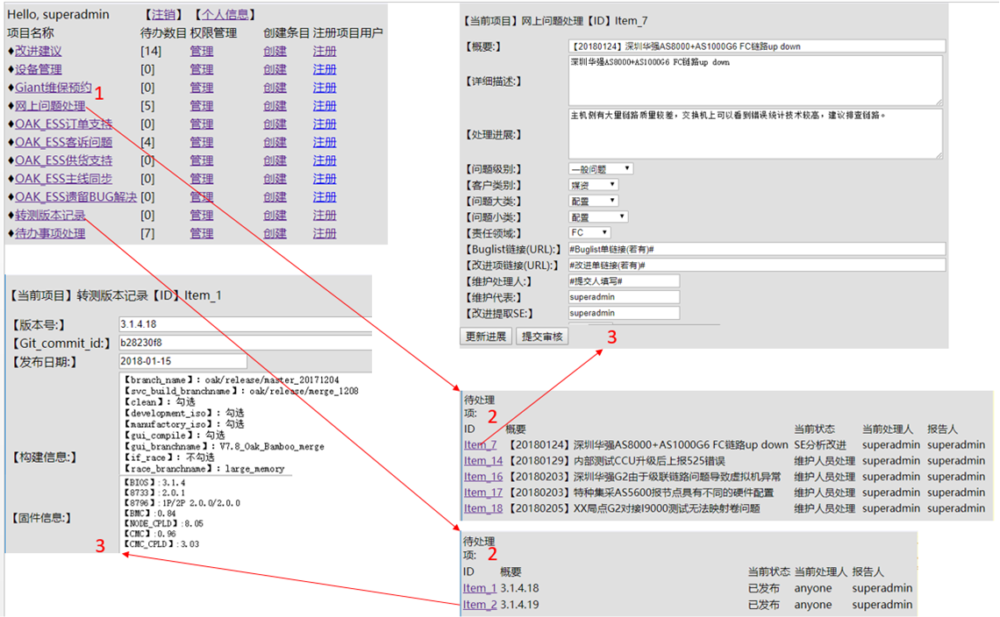 Hello, superadmin 【注销】 【个人信息】
项目名称 待办数目 权限管理 创建条目 注册项目用户
♦改进建议 [14] 管理 创建 注册
♦设备管理 [0] 管理 创建 注册
♦Giant维保预约 [0] 管理 创建 注册
1
♦网上问题处理 [5] 管理 创建 注册
♦OAK_ESS订单支持 [0] 管理 创建 注册
♦OAK_ESS客诉问题 [4] 管理 创建 注册
♦OAK_ESS供货支持 [0] 管理 创建 注册
♦OAK_ESS主线同步 [0] 管理 创建 注册
♦OAK_ESS遗留BUG解决 [0] 管理 创建 注册
♦转测版本记录 [0] 管理 创建 注册
♦待办事项处理 [7] 管理 创建 注册
【当前项目】网上问题处理【ID】Item_7
【概要:】 【20180124】深圳华强AS8000+AS1000G6 FC链路up down
【详细描述:】 深圳华强AS8000+AS1000G6 FC链路up down
【处理进展:】 主机侧有大量链路质量较差，交换机上可以看到错误统计技术较高，建议排查链路。
【问题级别:】 一般问题
【客户类别:】 媒资
【问题大类:】 配置
【问题小类:】 配置
【责任领域:】 FC
【Buglist链接(URL):】 #Buglist单链接(若有)#
【改进项链接(URL):】 #改进单链接(若有)#
【维护处理人:】 #提交人填写#
【维护代表:】 superadmin
【改进提取SE:】 superadmin
更新进展 提交审核 3
【当前项目】转测版本记录【ID】Item_1
【版本号:】 3.1.4.18
【Git_commit_id:】 b28230f8
【发布日期:】 2018-01-15
【构建信息:】
【branch_name】: oak/release/master_20171204
【svc_build_branchname】: oak/release/merge_1208
【clean】: 勾选
【development_iso】: 勾选
【manufactory_iso】: 勾选
【gui_compile】: 勾选
【gui_branchname】: V7.8_Oak_Bamboo_merge
【if_race】: 不勾选
【race_branchname】: large_memory
【固件信息:】
【BIOS】:3.1.4
【8733】:2.0.1
【8796】:1P/2P 2.0.0/2.0.0
【BMC】:0.84
【NODE_CPLD】:8.05
【CMC】:0.96
【CMC_CPLD】:3.03
3
待处理
项: 2
ID 概要 当前状态 当前处理人 报告人
Item_7 【20180124】深圳华强AS8000+AS1000G6 FC链路up down SE分析改进 superadmin superadmin
Item_14 【20180129】内部测试CCU升级后上报525错误 维护人员处理 superadmin superadmin
Item_16 【20180203】深圳华强G2由于级联链路问题导致虚拟机异常 维护人员处理 superadmin superadmin
Item_17 【20180203】特种集采AS5600报节点具有不同的硬件配置 维护人员处理 superadmin superadmin
Item_18 【20180205】XX局点G2对接I9000测试无法映射卷问题 维护人员处理 superadmin superadmin
待处理
项: 2
ID 概要 当前状态 当前处理人 报告人
Item_1 3.1.4.18 已发布 anyone superadmin
Item_2 3.1.4.19 已发布 anyone superadmin